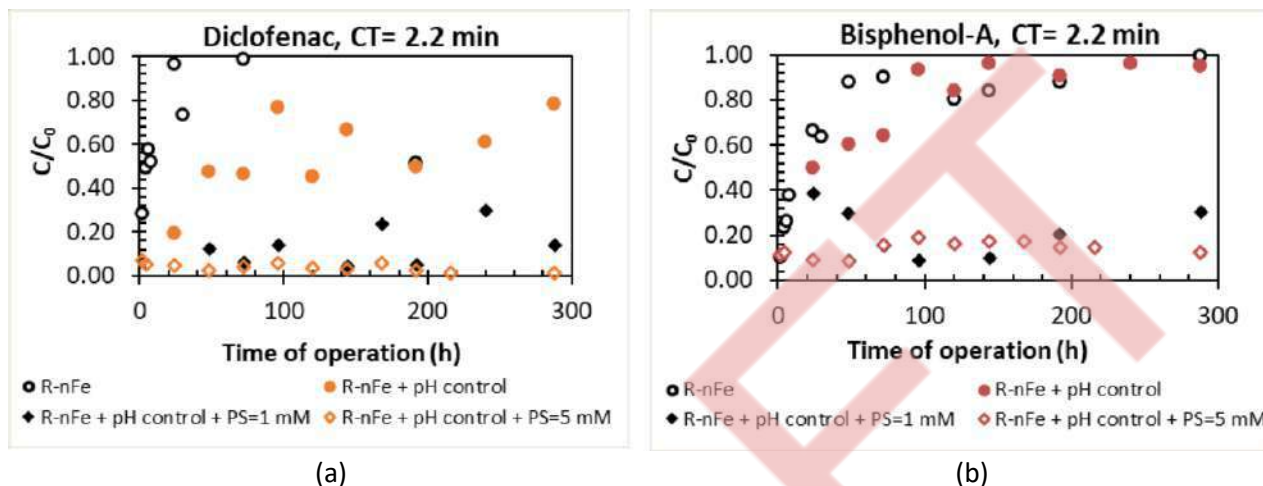 Diclofenac, CT= 2.2 min
C/C₀
1.00
0.80
0.60
0.40
0.20
0.00
0 100 200 300
Time of operation (h)
R-nFe R-nFe + pH control
R-nFe + pH control + PS=1 mM R-nFe + pH control + PS=5 mM
(a)
Bisphenol-A, CT= 2.2 min
C/C₀
1.00
0.80
0.60
0.40
0.20
0.00
0 100 200 300
Time of operation (h)
R-nFe R-nFe + pH control
R-nFe + pH control + PS=1 mM R-nFe + pH control + PS=5 mM
(b)